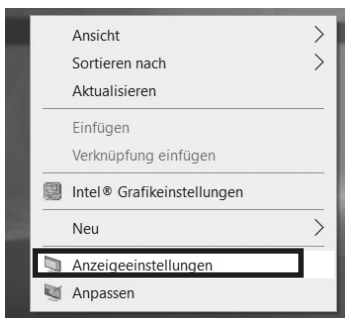 Ansicht
Sortieren nach
Aktualisieren
Einfügen
Verknüpfung einfügen
Intel® Grafikeinstellungen
Neu
Anzeigeeinstellungen
Anpassen